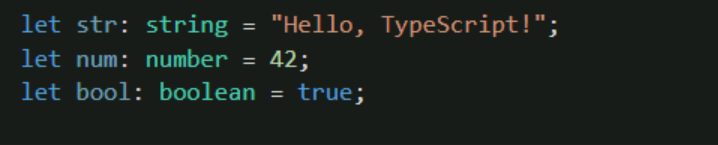 let str: string = "Hello, TypeScript!";
let num: number = 42;
let bool: boolean = true;